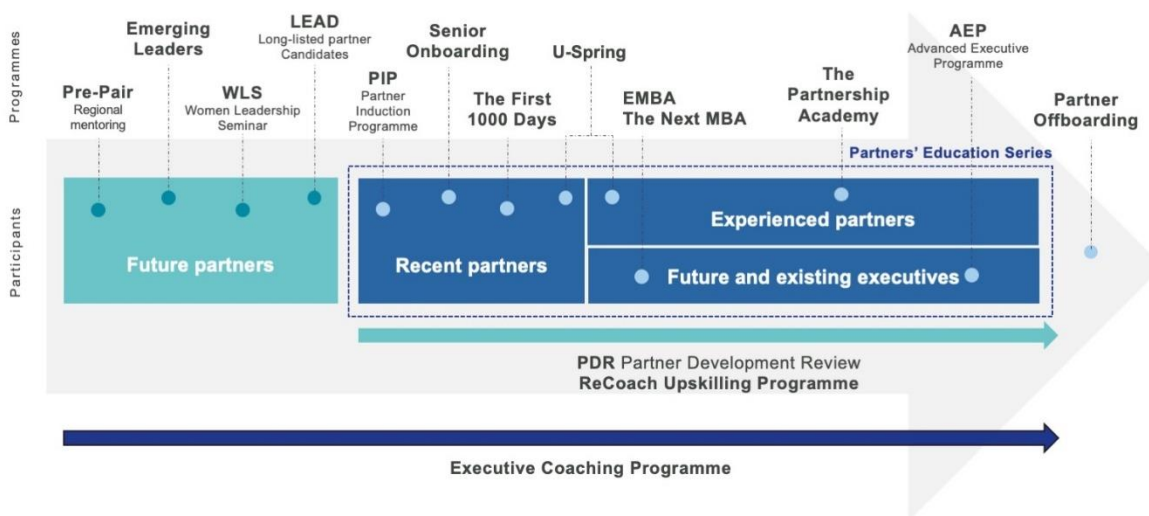 Programmes
Participants
Pre-Pair
Regional
mentoring
Emerging
Leaders
WLS
Women Leadership
Seminar
LEAD
Long-listed partner
Candidates
PIP
Partner
Induction
Programme
Senior
Onboarding
The First
1000 Days
U-Spring
EMBA
The Next MBA
The
Partnership
Academy
AEP
Advanced Executive
Programme
Partner
Offboarding
Partners' Education Series
Future partners
Recent partners
Experienced partners
Future and existing executives
PDR Partner Development Review
ReCoach Upskilling Programme
Executive Coaching Programme